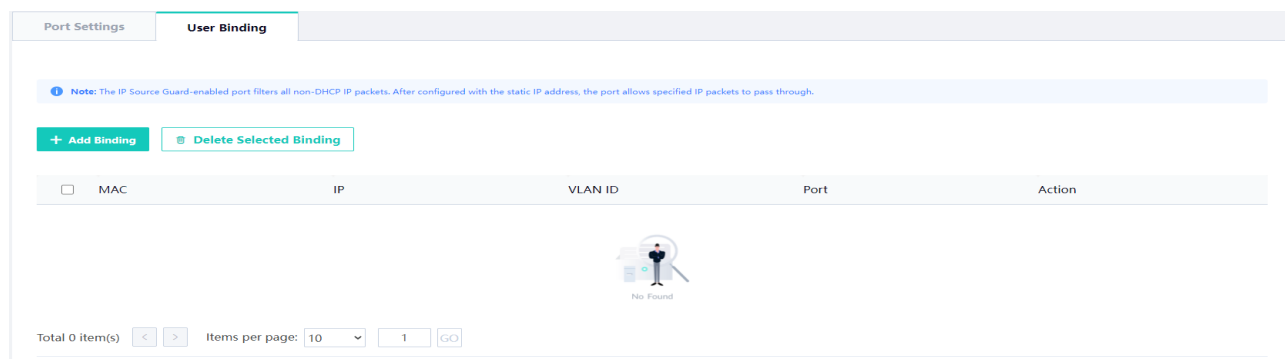 Port Settings User Binding
Note: The IP Source Guard-enabled port filters all non-DHCP IP packets. After configured with the static IP address, the port allows specified IP packets to pass through.
+ Add Binding Delete Selected Binding
MAC IP VLAN ID Port Action
No Found
Total 0 item(s) < > Items per page: 10 1 GO